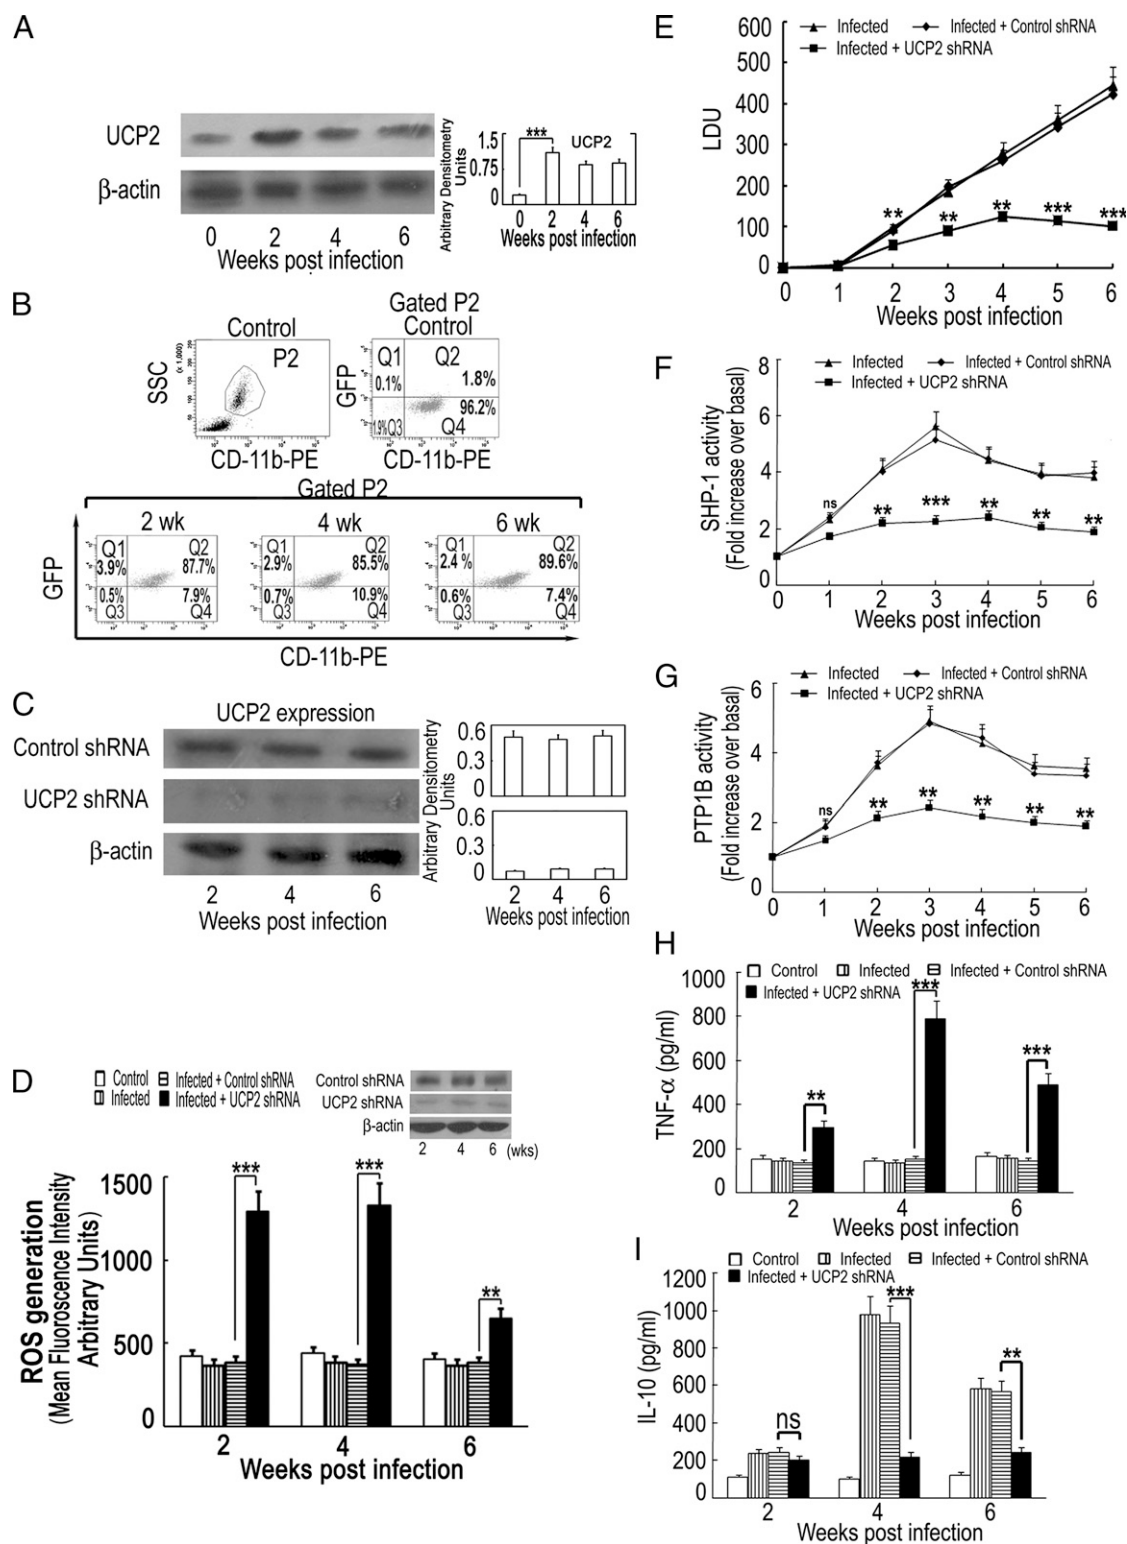 A
UCP2
β-actin
0 2 4 6
Weeks post infection
Arbitrary Densitometry
Units
1.5
0.75
0
*** UCP2
0 2 4 6
Weeks post infection
B
Control
P2
SSC
(x 1,000)
CD-11b-PE
Gated P2
Control
Q1 Q2
0.1% 1.8%
96.2%
Q3 Q4
GFP
CD-11b-PE
Gated P2
2 wk 4 wk 6 wk
Q1 Q2
3.9% 87.7%
0.5% 7.9%
Q3 Q4
Q1 Q2
2.9% 85.5%
0.7% 10.9%
Q3 Q4
Q1 Q2
2.4 % 89.6%
0.6% 7.4%
Q3 Q4
GFP
CD-11b-PE
C
UCP2 expression
Control shRNA
UCP2 shRNA
β-actin
2 4 6
Weeks post infection
Arbitrary Densitometry
Units
0.6
0.3
0
0.6
0.3
0
2 4 6
Weeks post infection
D
Control Infected + Control shRNA
Infected Infected + UCP2 shRNA
Control shRNA
UCP2 shRNA
β-actin
2 4 6 (wks)
ROS generation
(Mean Fluoroscence Intensity
Arbitrary Units)
1500
1000
500
0
*** *** **
2 4 6
Weeks post infection
E
Infected Infected + Control shRNA
Infected + UCP2 shRNA
LDU
600
500
400
300
200
100
0
** ** ** *** ***
0 1 2 3 4 5 6
Weeks post infection
F
Infected Infected + Control shRNA
Infected + UCP2 shRNA
SHP-1 activity
(Fold increase over basal)
8
6
4
2
0
ns ** *** ** ** **
0 1 2 3 4 5 6
Weeks post infection
G
Infected Infected + Control shRNA
Infected + UCP2 shRNA
PTP1B activity
(Fold increase over basal)
6
4
2
0
ns ** ** ** ** **
0 1 2 3 4 5 6
Weeks post infection
H
Control Infected Infected + Control shRNA
Infected + UCP2 shRNA
TNF-α (pg/ml)
1000
800
600
400
200
0
** *** ***
2 4 6
Weeks post infection
I
Control Infected Infected + Control shRNA
Infected + UCP2 shRNA
IL-10 (pg/ml)
1200
1000
800
600
400
200
0
ns *** **
2 4 6
Weeks post infection